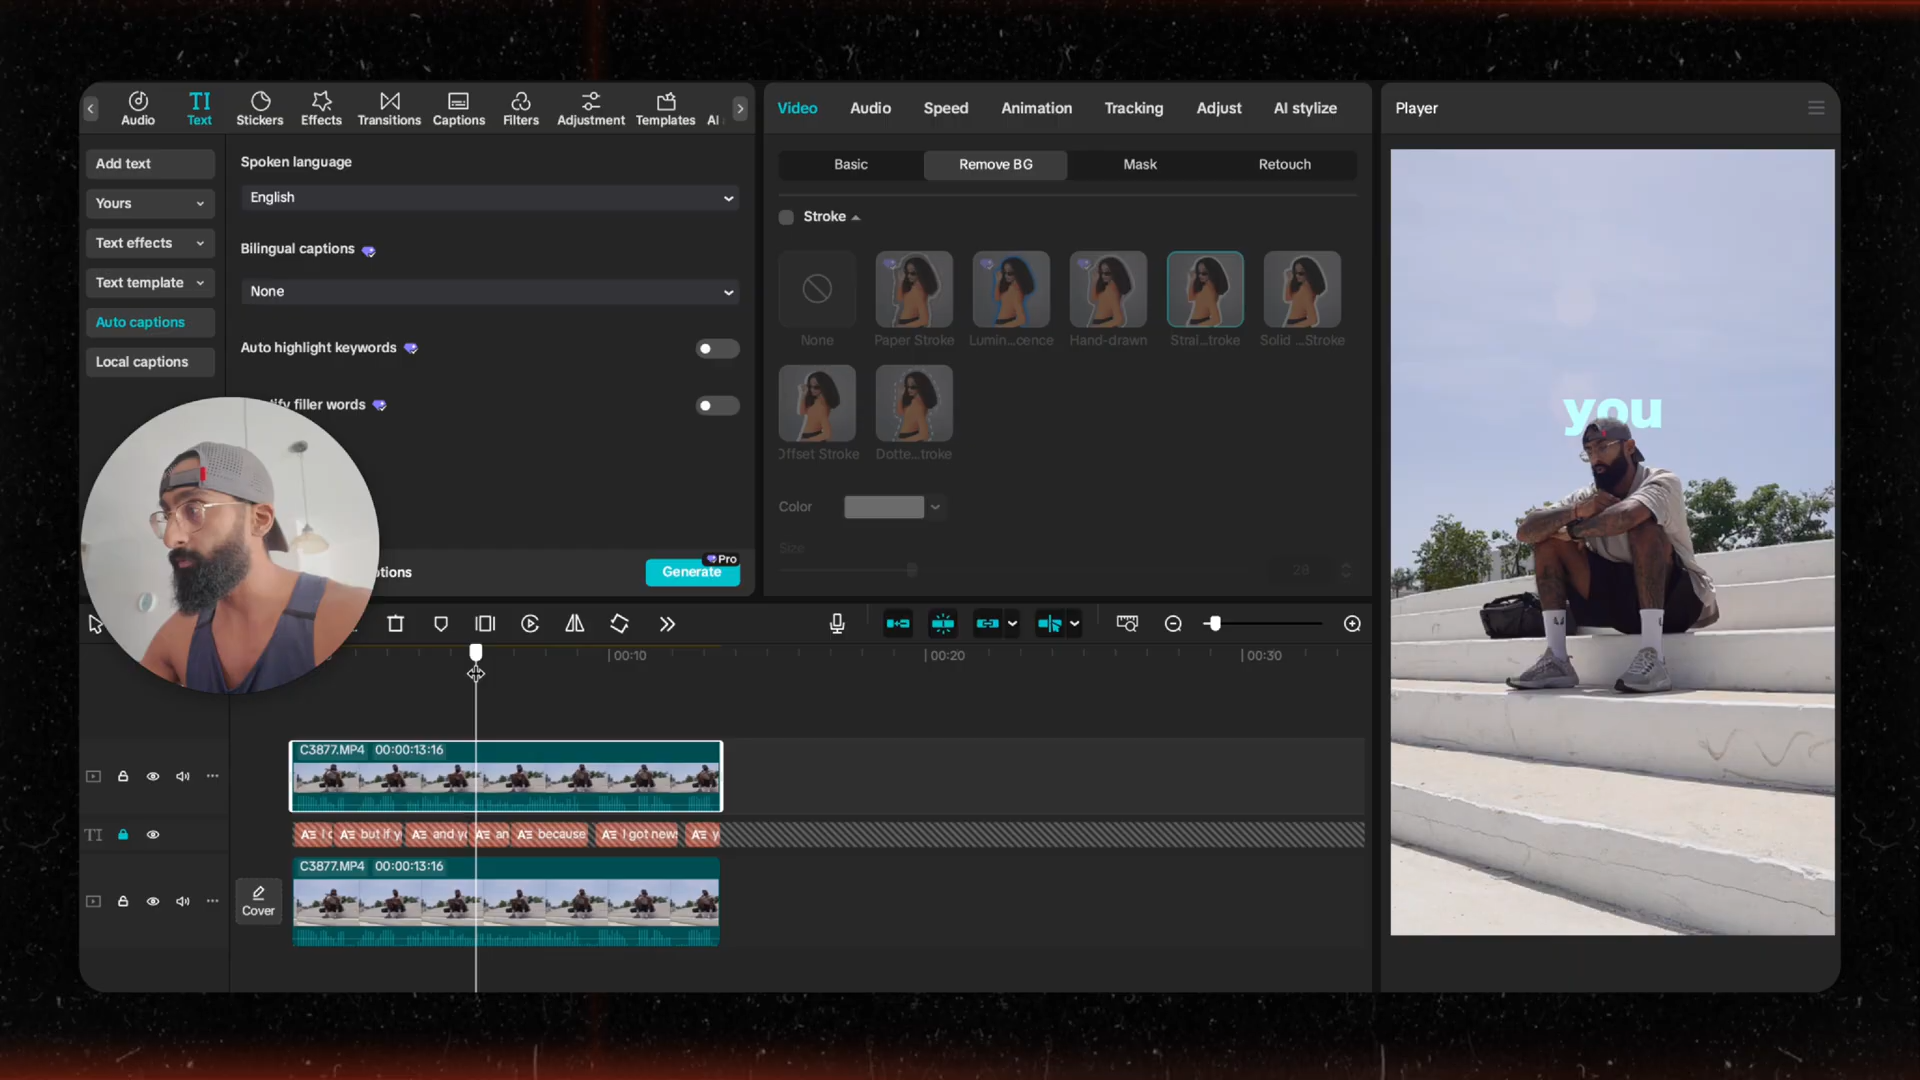 Audio
Text
Stickers
Effects
Transitions
Captions
Filters
Adjustment
Templates
AI
Video
Audio
Speed
Animation
Tracking
Adjust
AI stylize
Player
Add text
Yours
Text effects
Text template
Auto captions
Local captions
Spoken language
English
Bilingual captions
None
Auto highlight keywords
filler words
Pro
Generate
Basic
Remove BG
Mask
Retouch
Stroke
None
Paper Stroke
Lumin...cence
Hand-drawn
Strai...troke
Solid ...Stroke
Offset Stroke
Dotte...troke
Color
Size
28
you
00:10
00:20
00:30
C3877.MP4 00:00:13:16
but if y
and yo
an
because
I got news
y
C3877.MP4 00:00:13:16
Cover